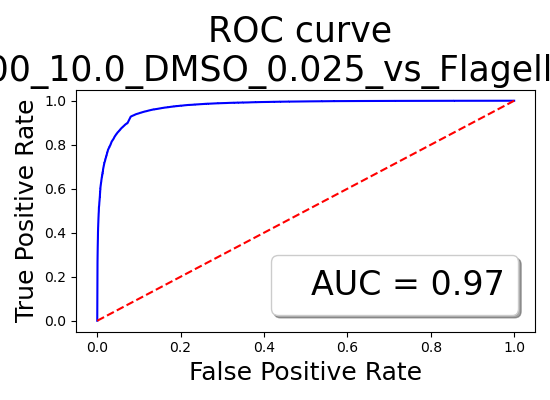 ROC curve
00_10.0_DMSO_0.025_vs_Flagell
True Positive Rate
1.0
0.8
0.6
0.4
0.2
0.0
AUC = 0.97
0.0 0.2 0.4 0.6 0.8 1.0
False Positive Rate